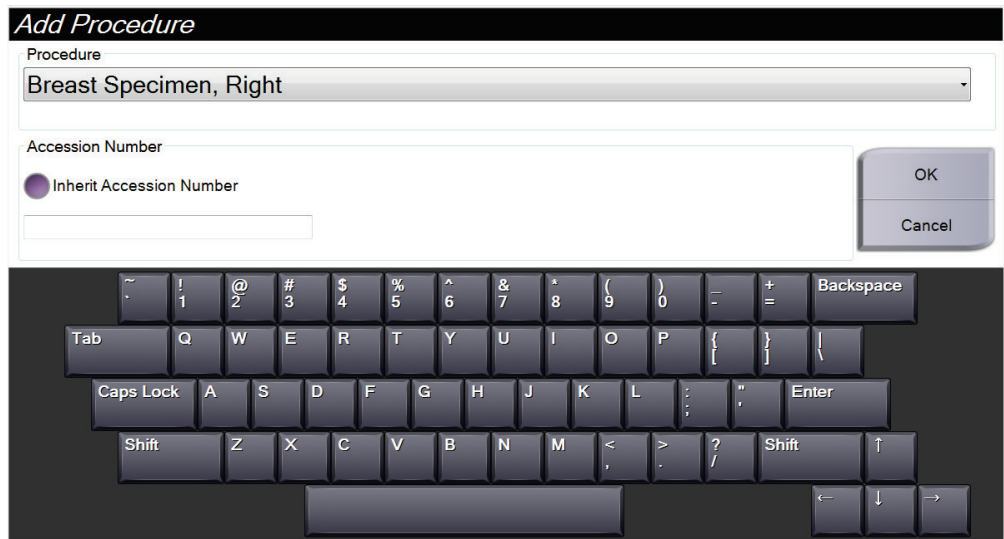 Add Procedure
Procedure
Breast Specimen, Right
Accession Number
Inherit Accession Number
OK
Cancel
~ ! @ # $ % ^ & * ( ) _ + Backspace
` 1 2 3 4 5 6 7 8 9 0 - =
Tab Q W E R T Y U I O P { } |
[ ] \
Caps Lock A S D F G H J K L : " Enter
; '
Shift Z X C V B N M < > ? Shift ↑
, . /
← ↓ →